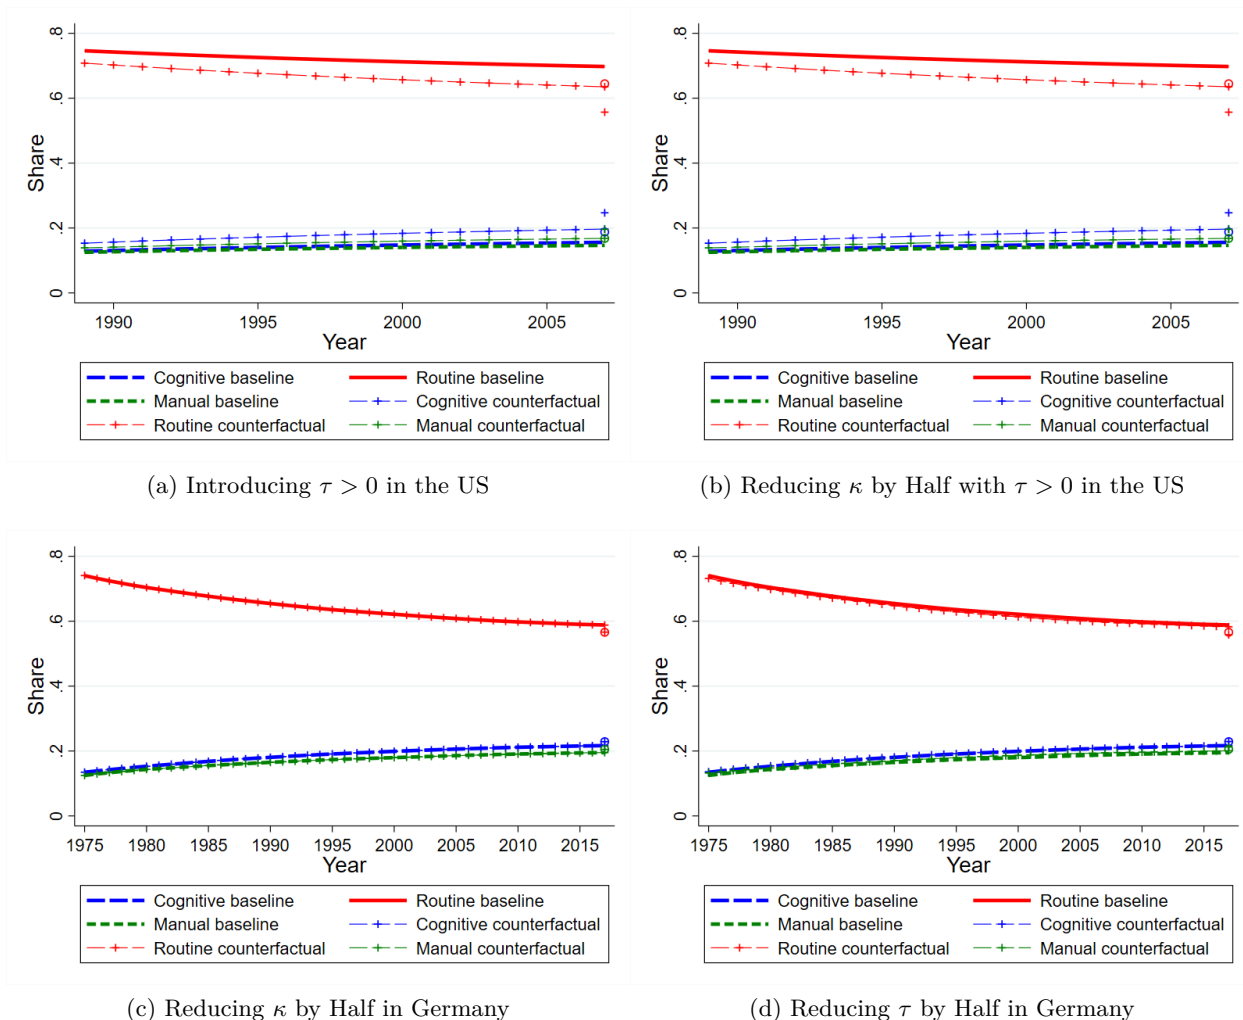 .8
.6
.4
.2
0
Share
1990 1995 2000 2005
Year
Cognitive baseline Routine baseline
Manual baseline Cognitive counterfactual
Routine counterfactual Manual counterfactual
(a) Introducing τ > 0 in the US
.8
.6
.4
.2
0
Share
1990 1995 2000 2005
Year
Cognitive baseline Routine baseline
Manual baseline Cognitive counterfactual
Routine counterfactual Manual counterfactual
(b) Reducing κ by Half with τ > 0 in the US
.8
.6
.4
.2
0
Share
1975 1980 1985 1990 1995 2000 2005 2010 2015
Year
Cognitive baseline Routine baseline
Manual baseline Cognitive counterfactual
Routine counterfactual Manual counterfactual
(c) Reducing κ by Half in Germany
.8
.6
.4
.2
0
Share
1975 1980 1985 1990 1995 2000 2005 2010 2015
Year
Cognitive baseline Routine baseline
Manual baseline Cognitive counterfactual
Routine counterfactual Manual counterfactual
(d) Reducing τ by Half in Germany